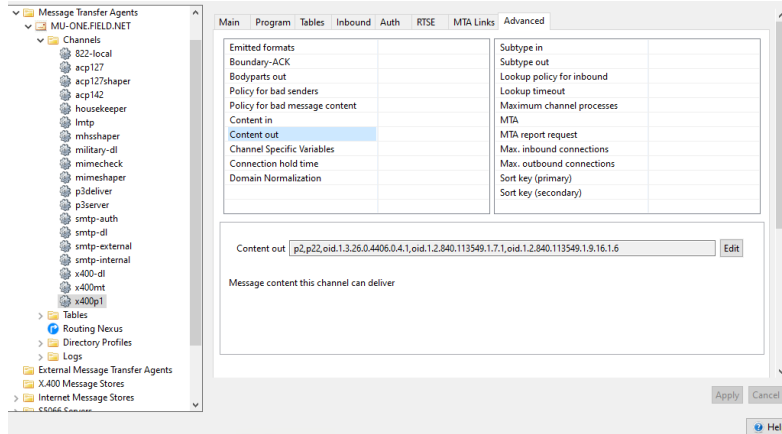 Message Transfer Agents
MU-ONE.FIELD.NET
Channels
822-local
acp127
acp127shaper
acp142
housekeeper
lmtp
mhsshaper
military-dl
mimecheck
mimeshaper
p3deliver
p3server
smtp-auth
smtp-dl
smtp-external
smtp-internal
x400-dl
x400mt
x400p1
Tables
Routing Nexus
Directory Profiles
Logs
External Message Transfer Agents
X.400 Message Stores
Internet Message Stores
S5066 Servers
Main Program Tables Inbound Auth RTSE MTA Links Advanced
Emitted formats
Boundary-ACK
Bodyparts out
Policy for bad senders
Policy for bad message content
Content in
Content out
Channel Specific Variables
Connection hold time
Domain Normalization
Subtype in
Subtype out
Lookup policy for inbound
Lookup timeout
Maximum channel processes
MTA
MTA report request
Max. inbound connections
Max. outbound connections
Sort key (primary)
Sort key (secondary)
Content out p2,p22,oid.1.3.26.0.4406.0.4.1,oid.1.2.840.113549.1.7.1,oid.1.2.840.113549.1.9.16.1.6 Edit
Message content this channel can deliver
Apply Cancel
Hel